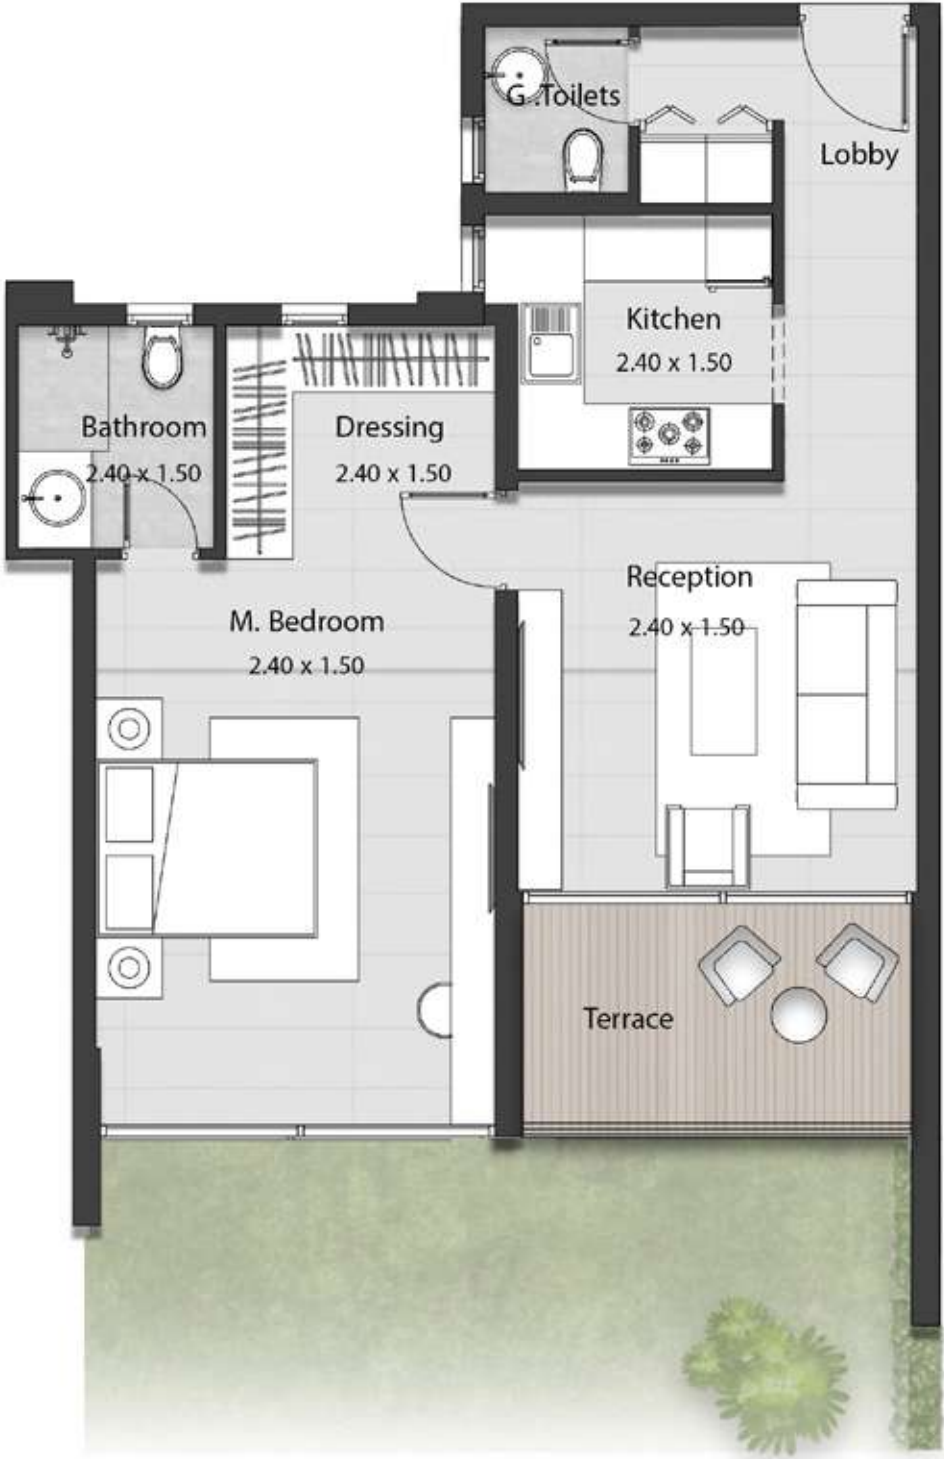 G .Toilets
Lobby
Kitchen
2.40 x 1.50
Bathroom
2.40 x 1.50
Dressing
2.40 x 1.50
Reception
2.40 x 1.50
M. Bedroom
2.40 x 1.50
Terrace